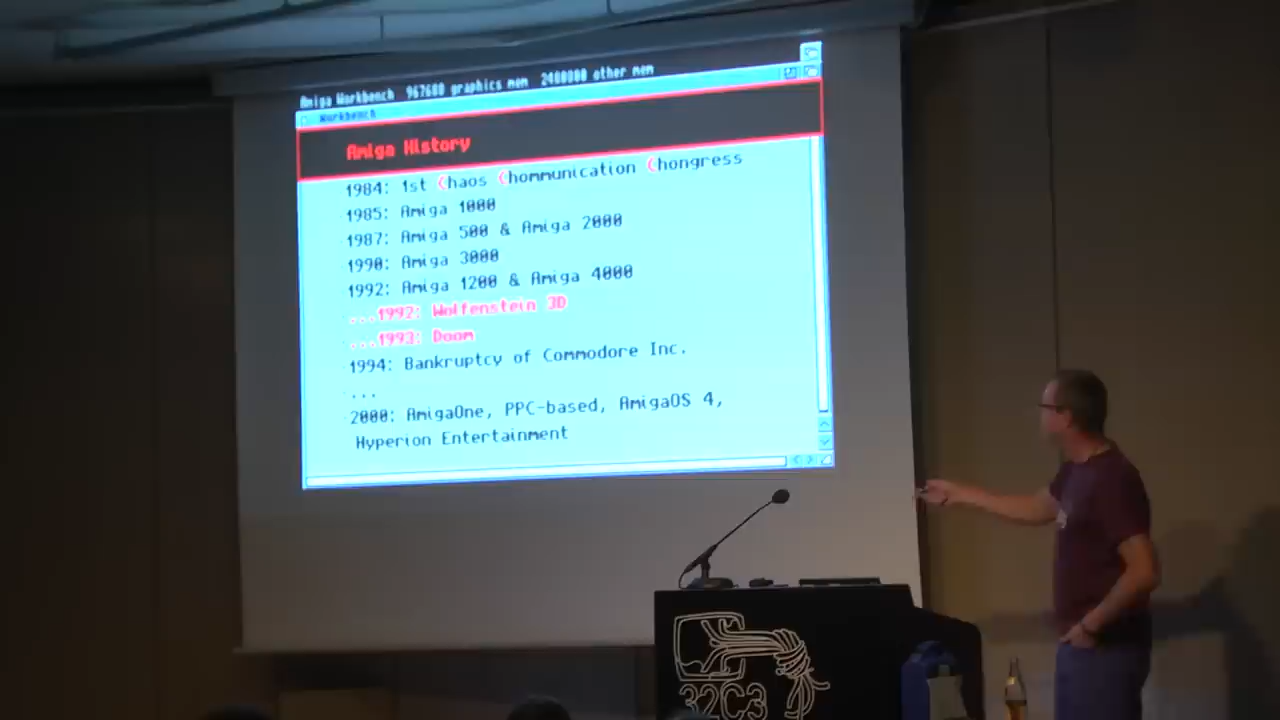 Amiga Workbench  967680 graphics mem  2400800 other mem
Workbench
Amiga History
1984: 1st Chaos Chommunication Chongress
1985: Amiga 1000
1987: Amiga 500 & Amiga 2000
1990: Amiga 3000
1992: Amiga 1200 & Amiga 4000
...1992: Wolfenstein 3D
...1993: Doom
1994: Bankruptcy of Commodore Inc.
...
2000: AmigaOne, PPC-based, AmigaOS 4,
Hyperion Entertainment
32C3